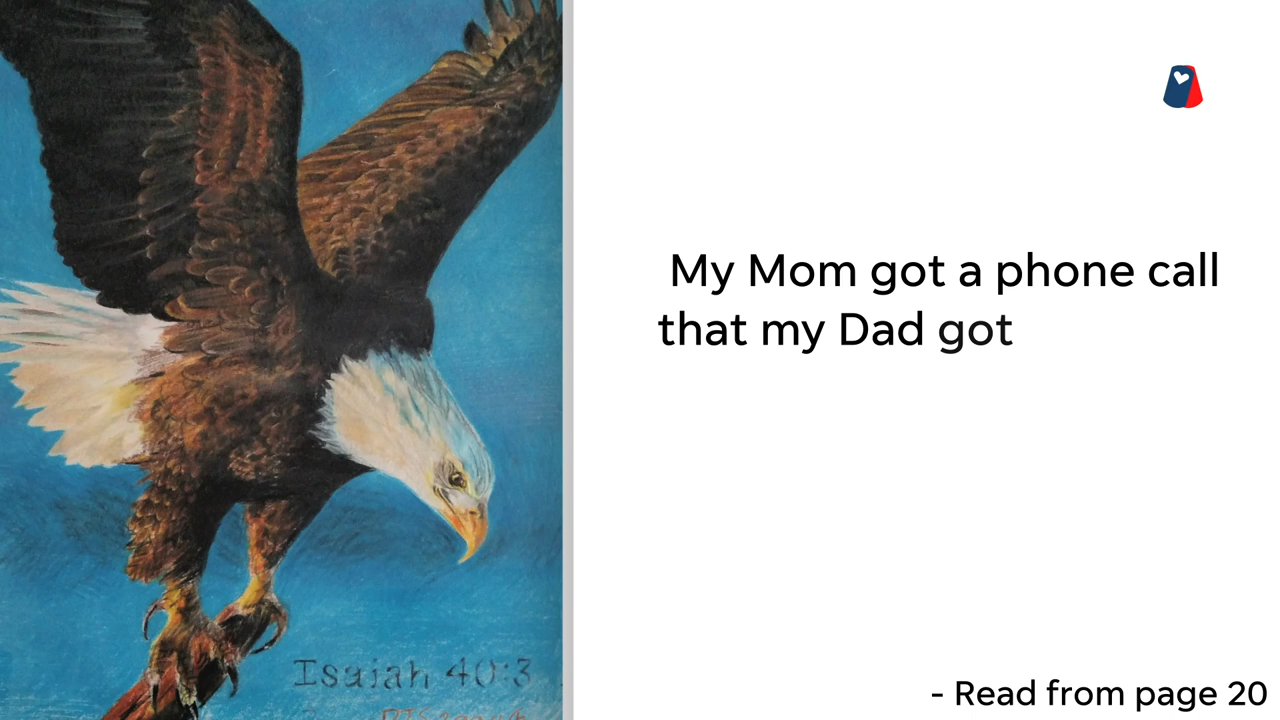 My Mom got a phone call
that my Dad got
Isaiah 40:3
- Read from page 20